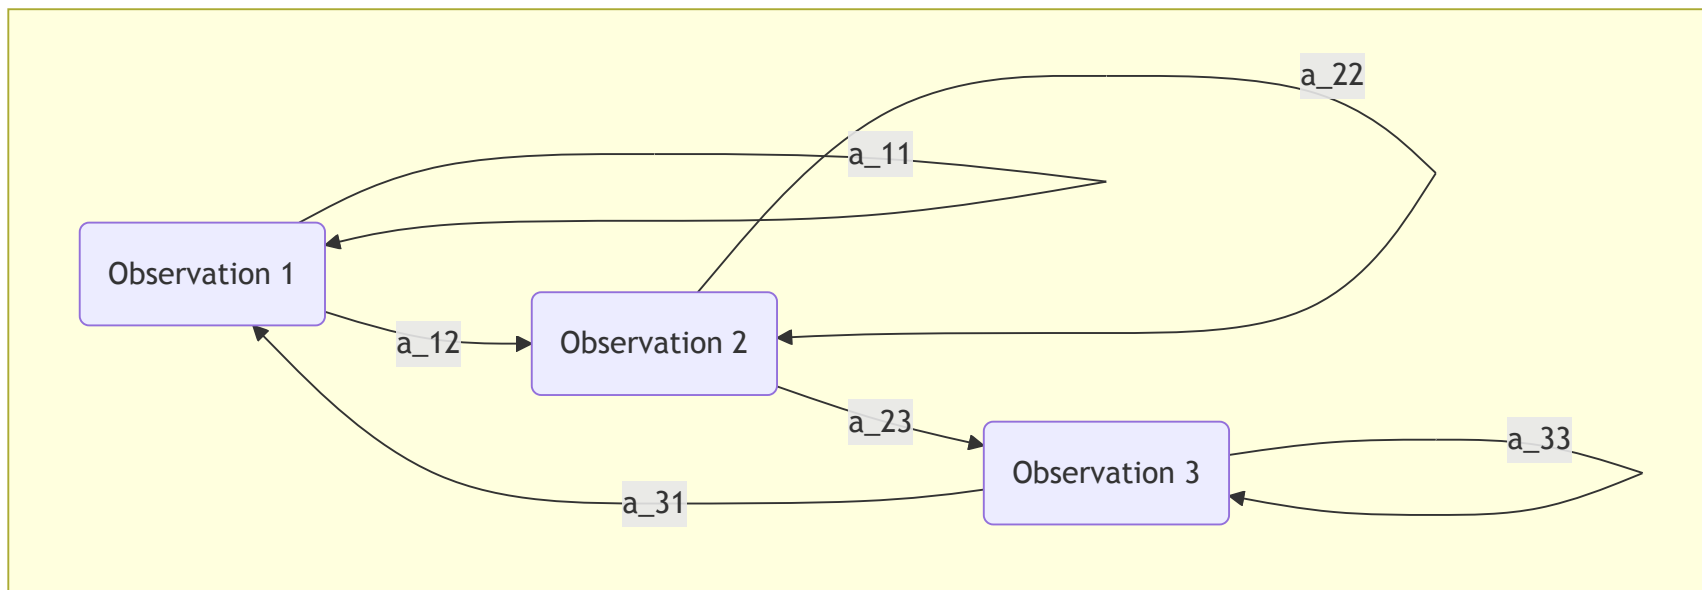 a_22
a_11
Observation 1
a_12
Observation 2
a_23
a_33
Observation 3
a_31